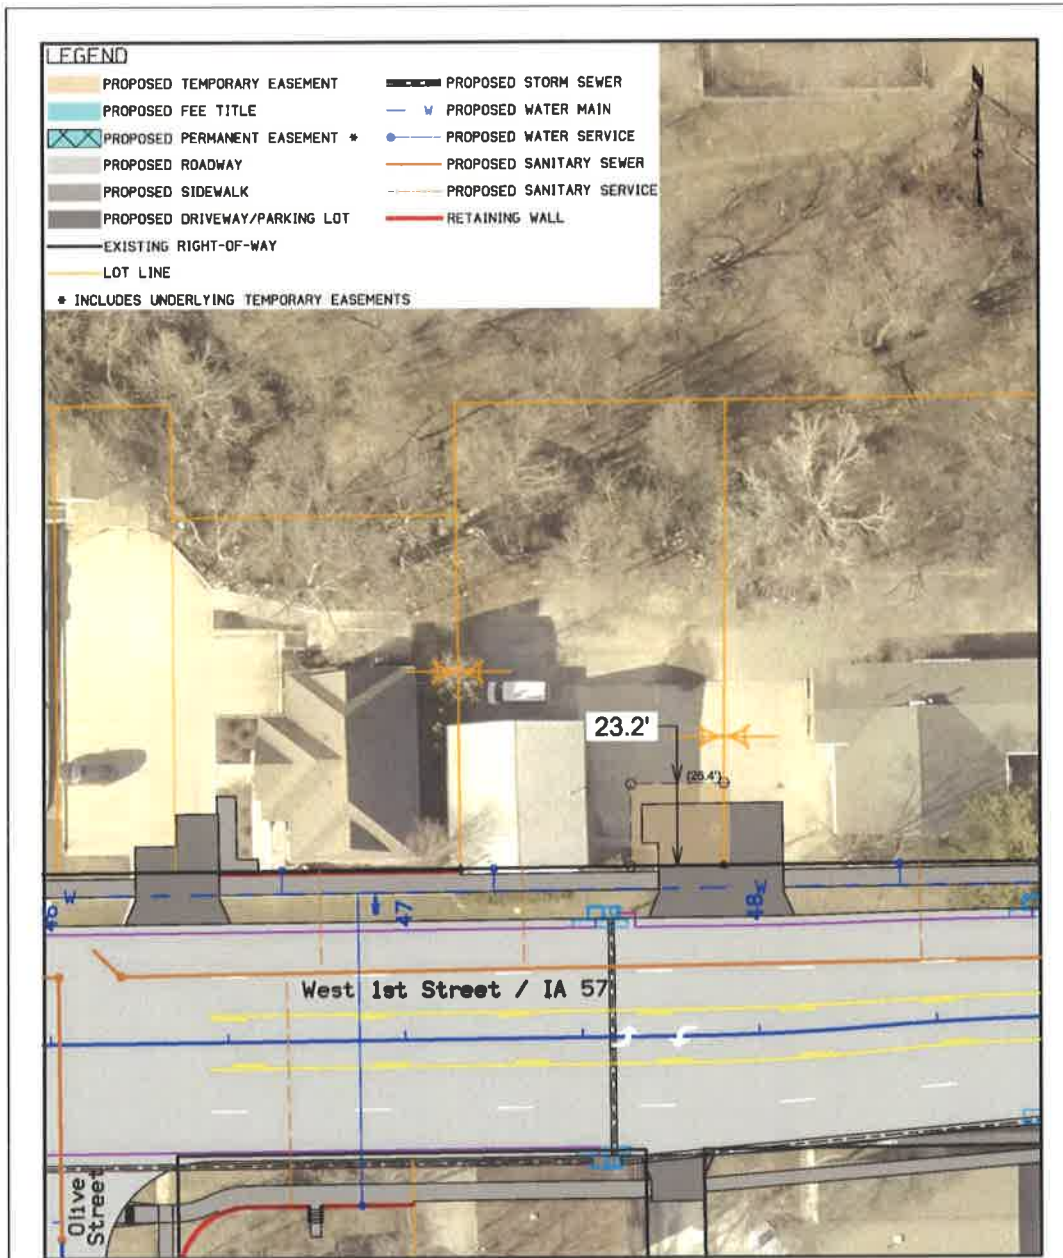 LEGEND
PROPOSED TEMPORARY EASEMENT
PROPOSED FEE TITLE
PROPOSED PERMANENT EASEMENT *
PROPOSED ROADWAY
PROPOSED SIDEWALK
PROPOSED DRIVEWAY/PARKING LOT
EXISTING RIGHT-OF-WAY
LOT LINE
* INCLUDES UNDERLYING TEMPORARY EASEMENTS
PROPOSED STORM SEWER
W PROPOSED WATER MAIN
PROPOSED WATER SERVICE
PROPOSED SANITARY SEWER
PROPOSED SANITARY SERVICE
RETAINING WALL
23.2'
(26.4')
46
W
47
48
W
West 1st Street / IA 57
Olive
Street